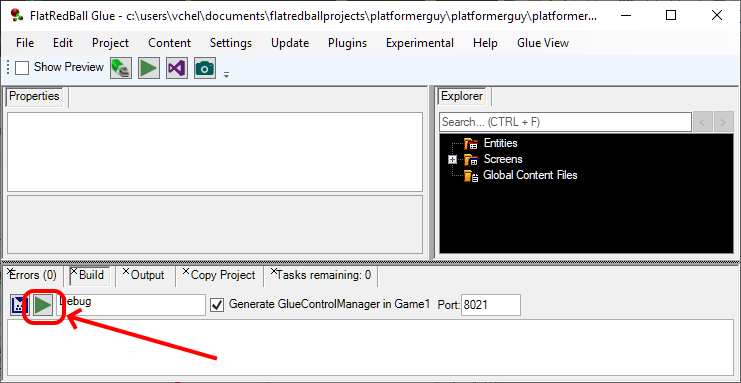 FlatRedBall Glue - c:\users\vchel\documents\flatredballprojects\platformerguy\platformerguy\platformer...
File Edit Project Content Settings Update Plugins Experimental Help Glue View
Show Preview
Properties
Explorer
Search... (CTRL + F)
< >
Entities
Screens
Global Content Files
Errors (0) Build Output Copy Project Tasks remaining: 0
Debug Generate GlueControlManager in Game1 Port: 8021